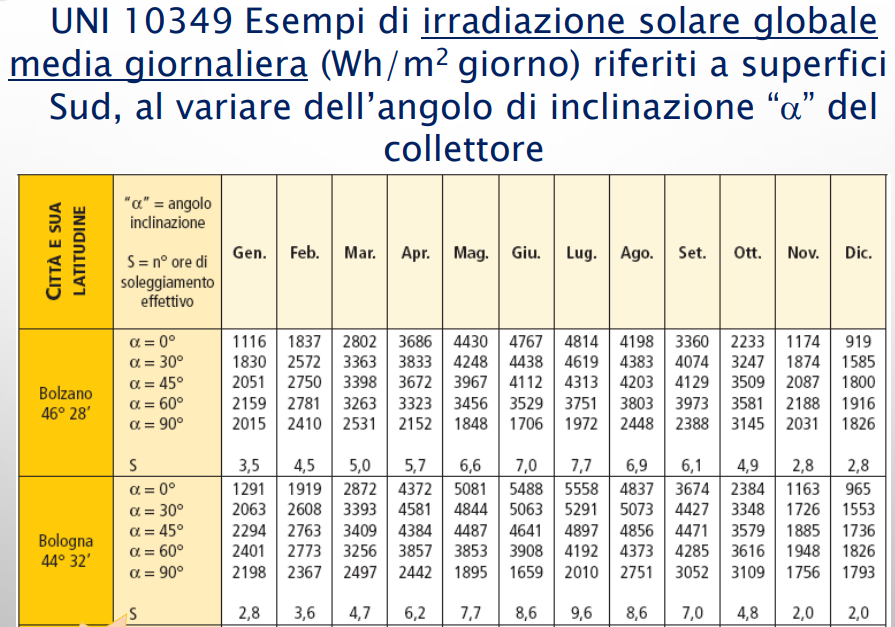 UNI 10349 Esempi di irradiazione solare globale
media giornaliera (Wh/m² giorno) riferiti a superfici
Sud, al variare dell'angolo di inclinazione "α" del
collettore
CITTÀ E SUA
LATITUDINE
"α" = angolo
inclinazione
S = n° ore di
soleggiamento
effettivo
Gen. Feb. Mar. Apr. Mag. Giu. Lug. Ago. Set. Ott. Nov. Dic.
Bolzano
46° 28′
α = 0° 1116 1837 2802 3686 4430 4767 4814 4198 3360 2233 1174 919
α = 30° 1830 2572 3363 3833 4248 4438 4619 4383 4074 3247 1874 1585
α = 45° 2051 2750 3398 3672 3967 4112 4313 4203 4129 3509 2087 1800
α = 60° 2159 2781 3263 3323 3456 3529 3751 3803 3973 3581 2188 1916
α = 90° 2015 2410 2531 2152 1848 1706 1972 2448 2388 3145 2031 1826
S 3,5 4,5 5,0 5,7 6,6 7,0 7,7 6,9 6,1 4,9 2,8 2,8
Bologna
44° 32′
α = 0° 1291 1919 2872 4372 5081 5488 5558 4837 3674 2384 1163 965
α = 30° 2063 2608 3393 4581 4844 5063 5291 5073 4427 3348 1726 1553
α = 45° 2294 2763 3409 4384 4487 4641 4897 4856 4471 3579 1885 1736
α = 60° 2401 2773 3256 3857 3853 3908 4192 4373 4285 3616 1948 1826
α = 90° 2198 2367 2497 2442 1895 1659 2010 2751 3052 3109 1756 1793
S 2,8 3,6 4,7 6,2 7,7 8,6 9,6 8,6 7,0 4,8 2,0 2,0